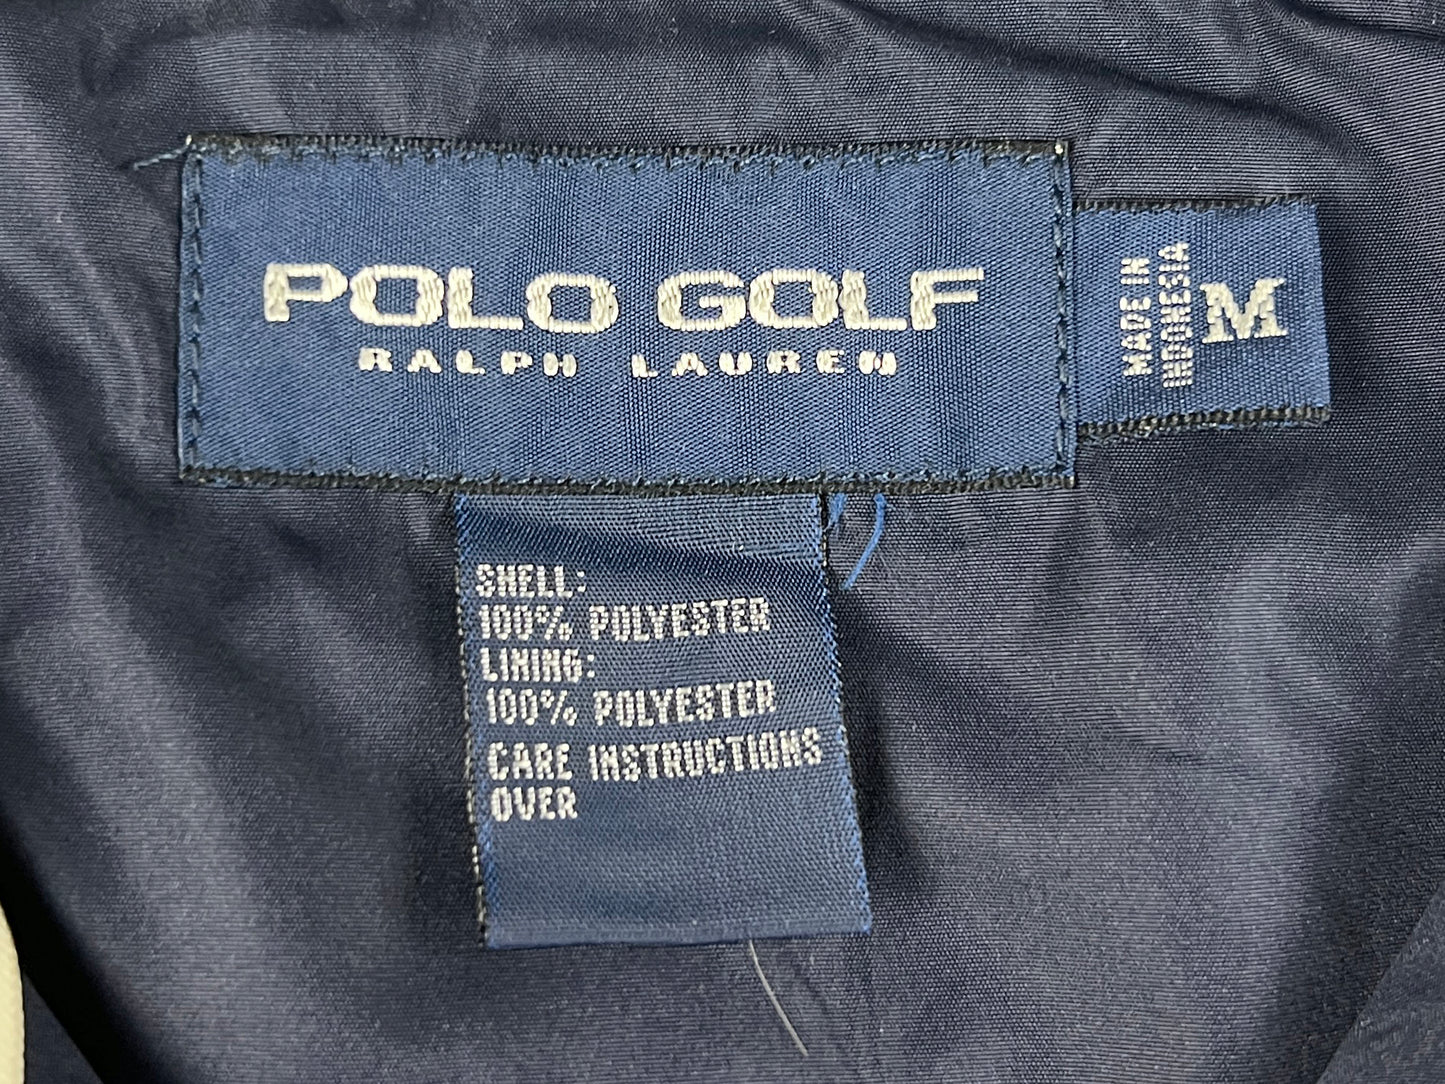 POLO GOLF
RALPH LAUREN
MADE IN
INDONESIA
M
SHELL:
100% POLYESTER
LINING:
100% POLYESTER
CARE INSTRUCTIONS
OVER